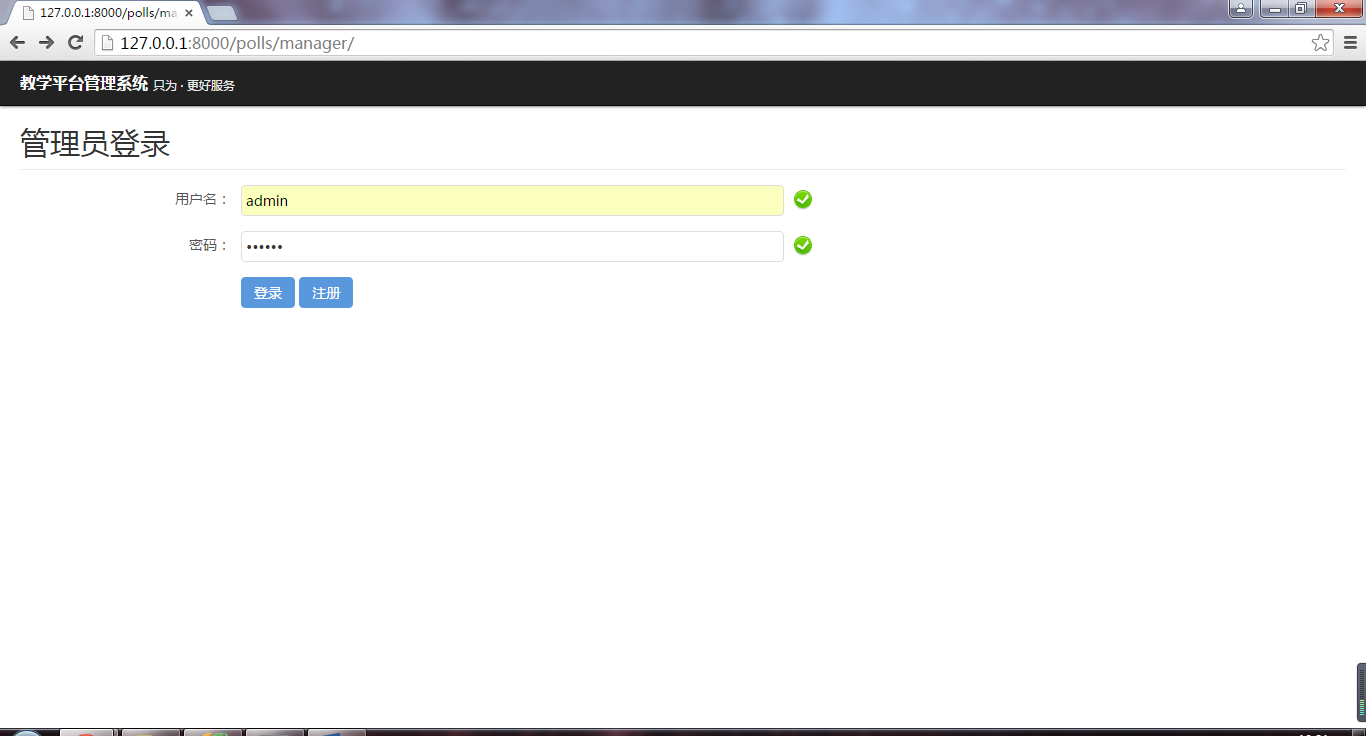 127.0.0.1:8000/polls/ma
127.0.0.1:8000/polls/manager/
教学平台管理系统 只为 · 更好服务
管理员登录
用户名： admin
密码： ••••••
登录 注册